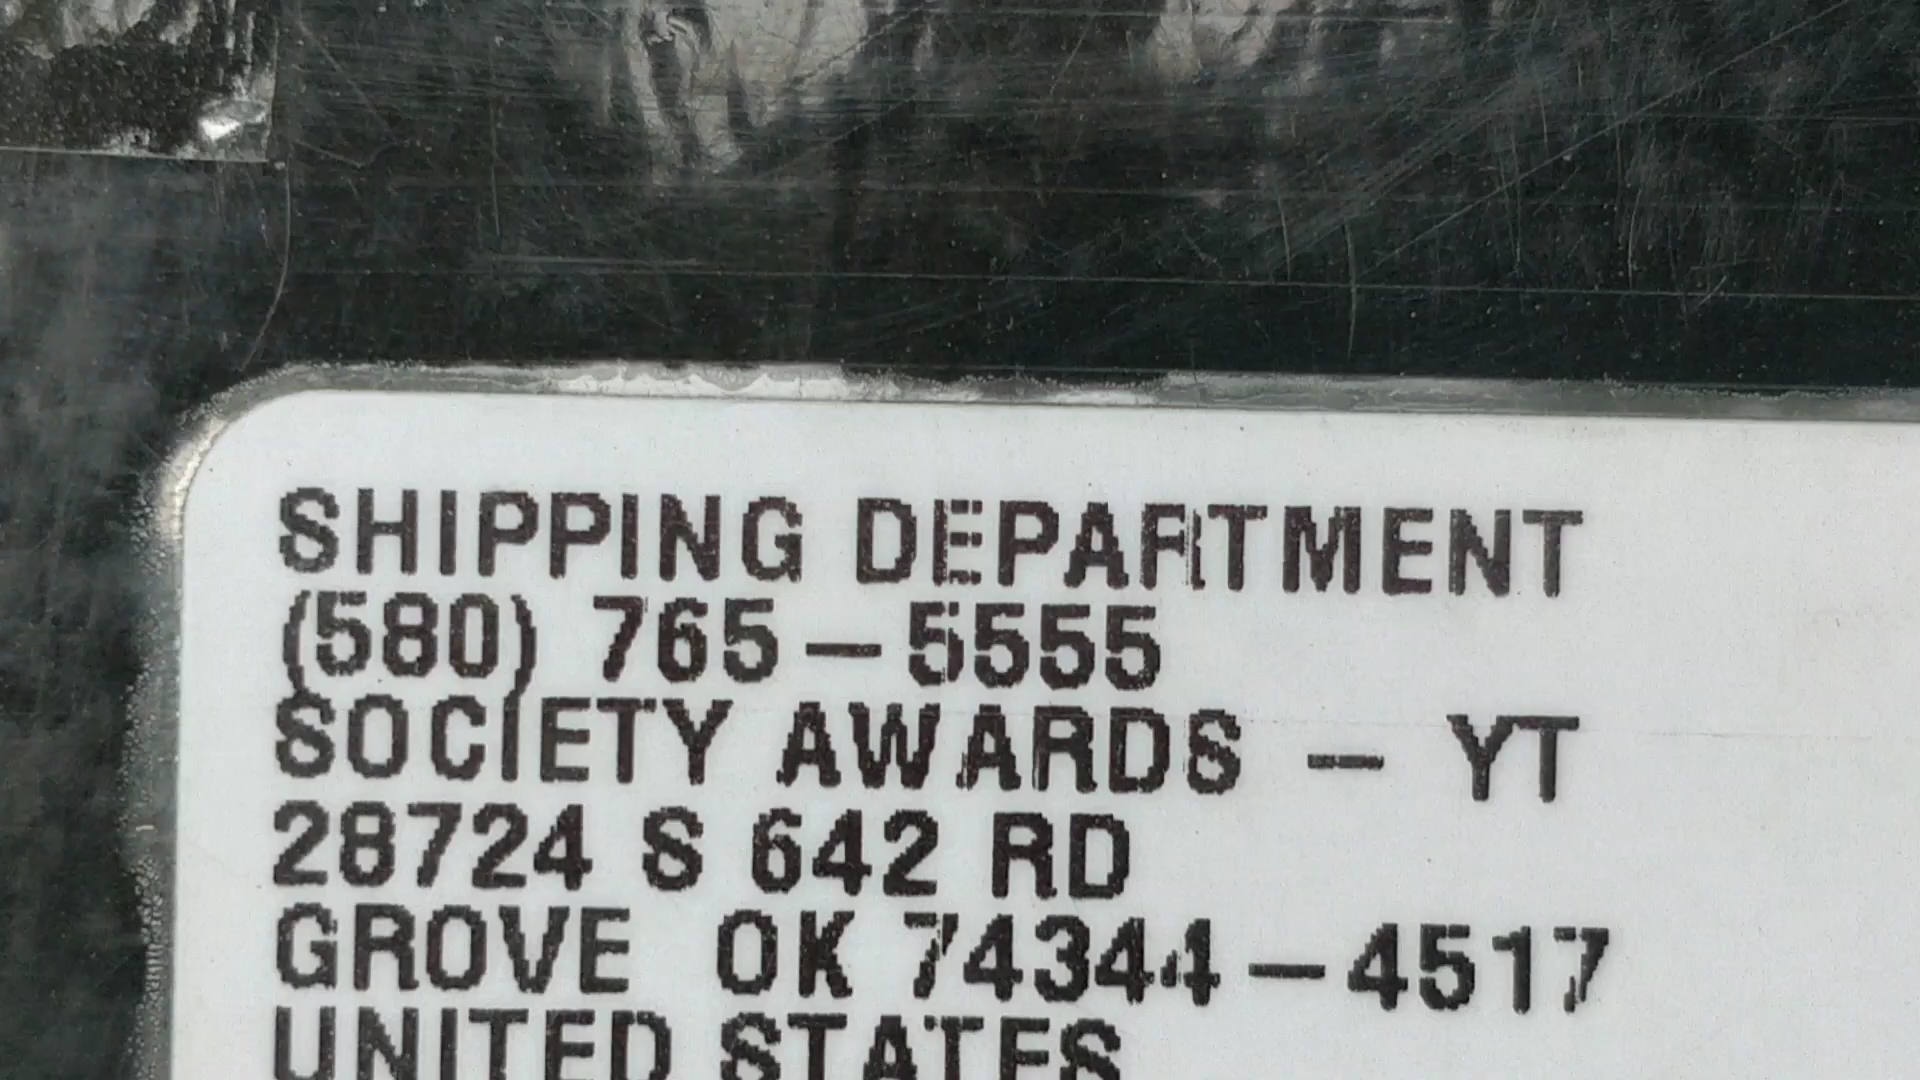 SHIPPING DEPARTMENT
(580) 765-5555
SOCIETY AWARDS - YT
28724 S 642 RD
GROVE OK 74344-4517
UNITED STATES